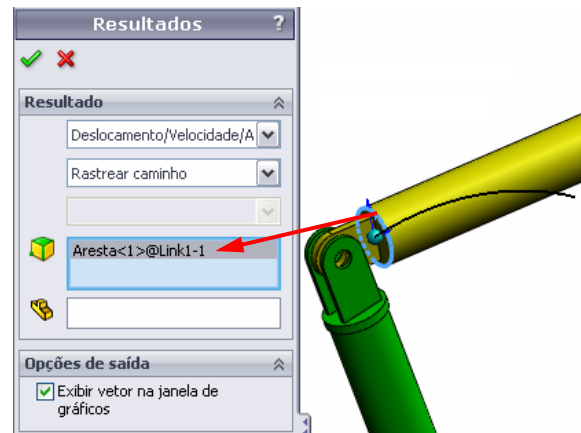 Resultados ?
Resultado
Deslocamento/Velocidade/A
Rastrear caminho
Aresta<1>@Link1-1
Opções de saída
Exibir vetor na janela de
gráficos